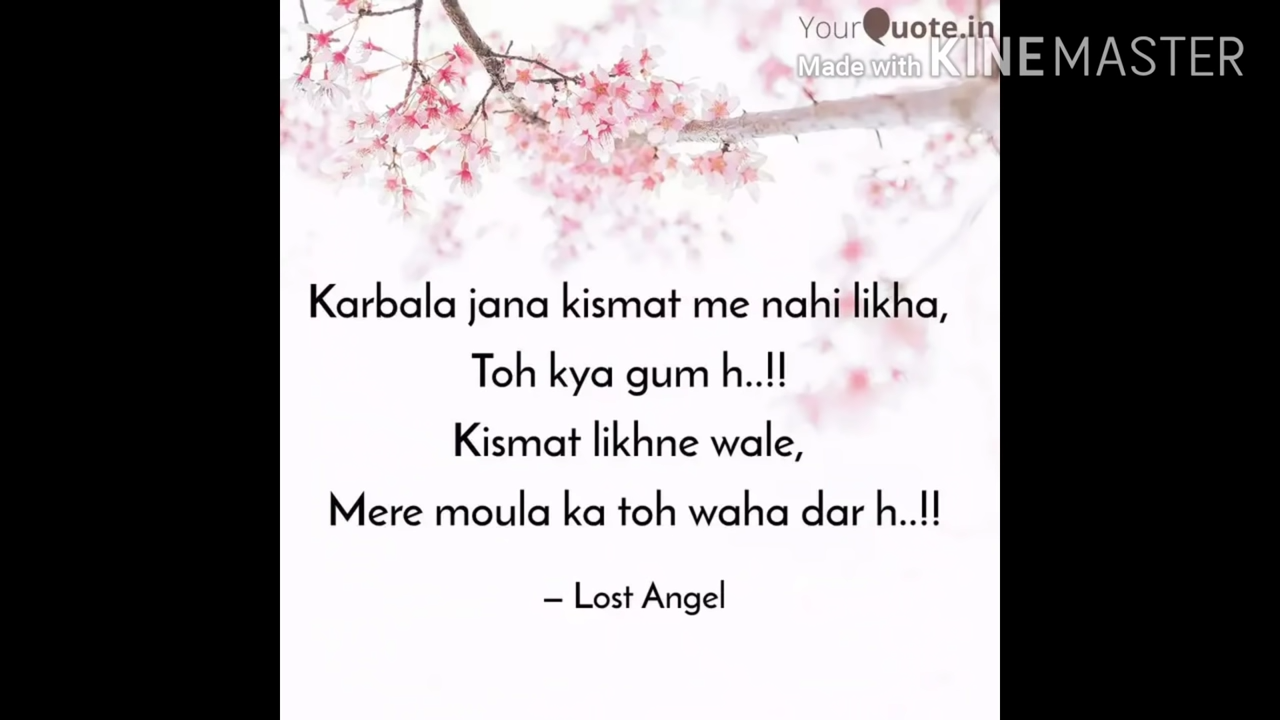 YourQuote.in
Made with KINEMASTER
Karbala jana kismat me nahi likha,
Toh kya gum h..!!
Kismat likhne wale,
Mere moula ka toh waha dar h..!!
– Lost Angel